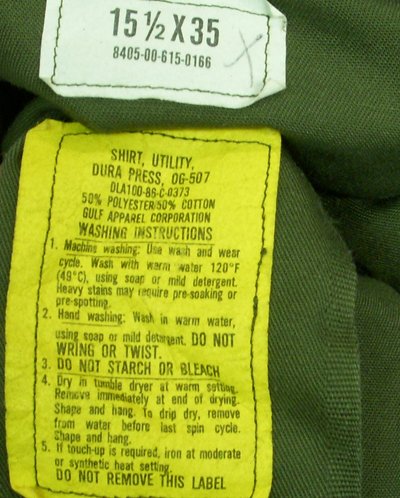 15 ½ X 35
8405-00-615-0166
X
SHIRT, UTILITY,
DURA PRESS, OG-507
DLA100-86-C-0373
50% POLYESTER/50% COTTON
GULF APPAREL CORPORATION
WASHING INSTRUCTIONS
1. Machine washing: Use wash and wear
cycle. Wash with warm water 120°F
(49°C), using soap or mild detergent.
Heavy stains may require pre-soaking or
pre-spotting.
2. Hand washing: Wash in warm water,
using soap or mild detergent. DO NOT
WRING OR TWIST.
3. DO NOT STARCH OR BLEACH
4. Dry in tumble dryer at warm setting.
Remove immediately at end of drying.
Shape and hang. To drip dry, remove
from water before last spin cycle.
Shape and hang.
5. If touch-up is required, iron at moderate
or synthetic heat setting.
DO NOT REMOVE THIS LABEL